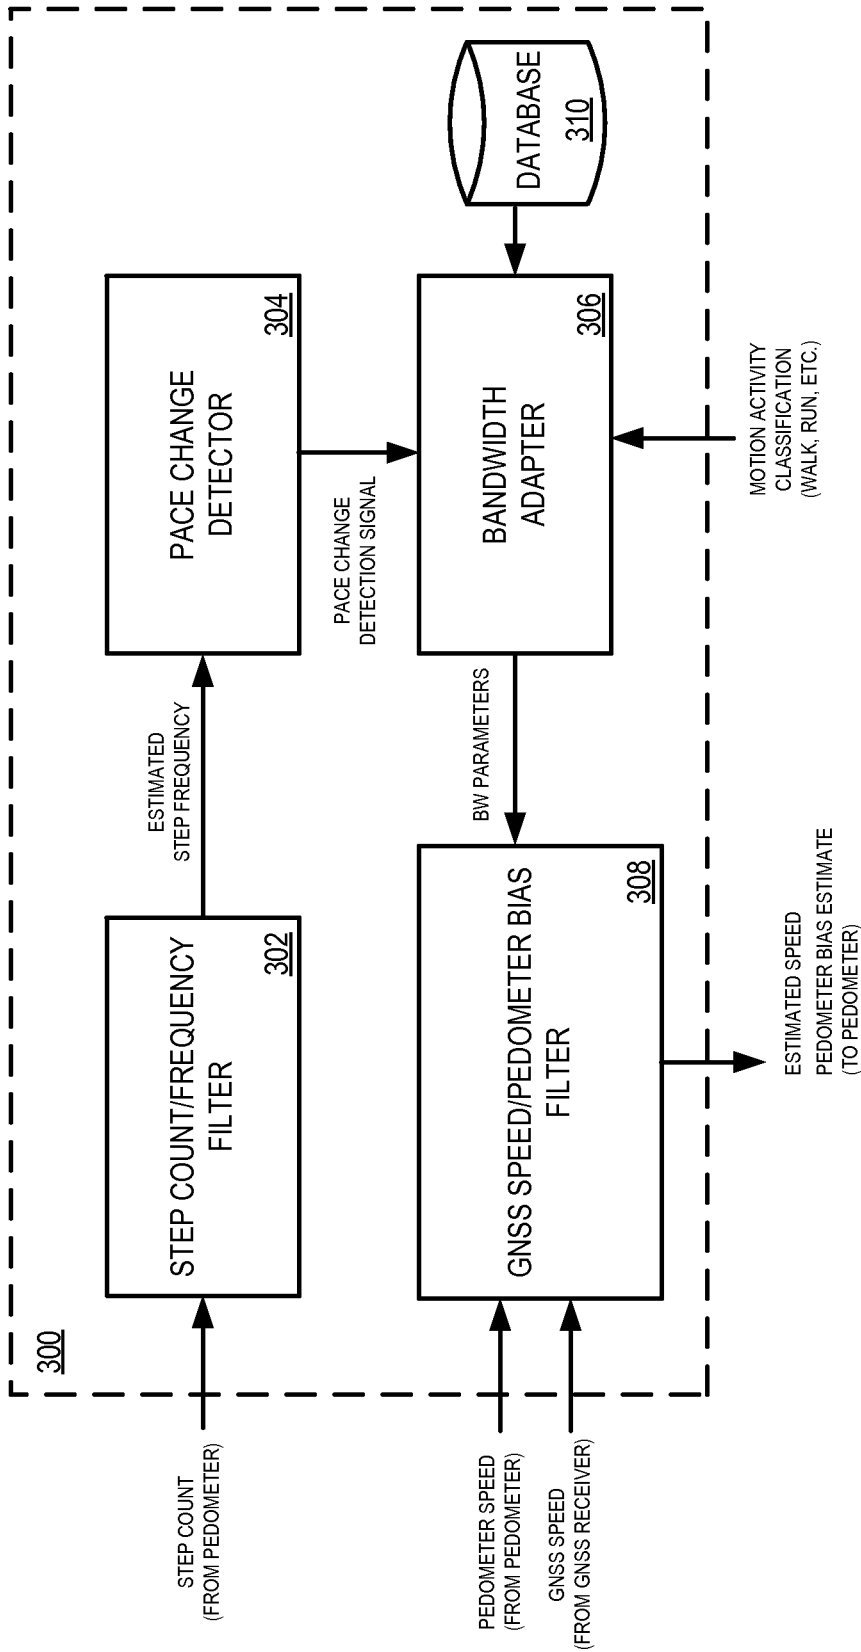 300
STEP COUNT
(FROM PEDOMETER)
STEP COUNT/FREQUENCY
FILTER
302
ESTIMATED
STEP FREQUENCY
PACE CHANGE
DETECTOR
304
PACE CHANGE
DETECTION SIGNAL
PEDOMETER SPEED
(FROM PEDOMETER)
GNSS SPEED
(FROM GNSS RECEIVER)
GNSS SPEED/PEDOMETER BIAS
FILTER
308
BW PARAMETERS
BANDWIDTH
ADAPTER
306
DATABASE
310
ESTIMATED SPEED
PEDOMETER BIAS ESTIMATE
(TO PEDOMETER)
MOTION ACTIVITY
CLASSIFICATION
(WALK, RUN, ETC.)